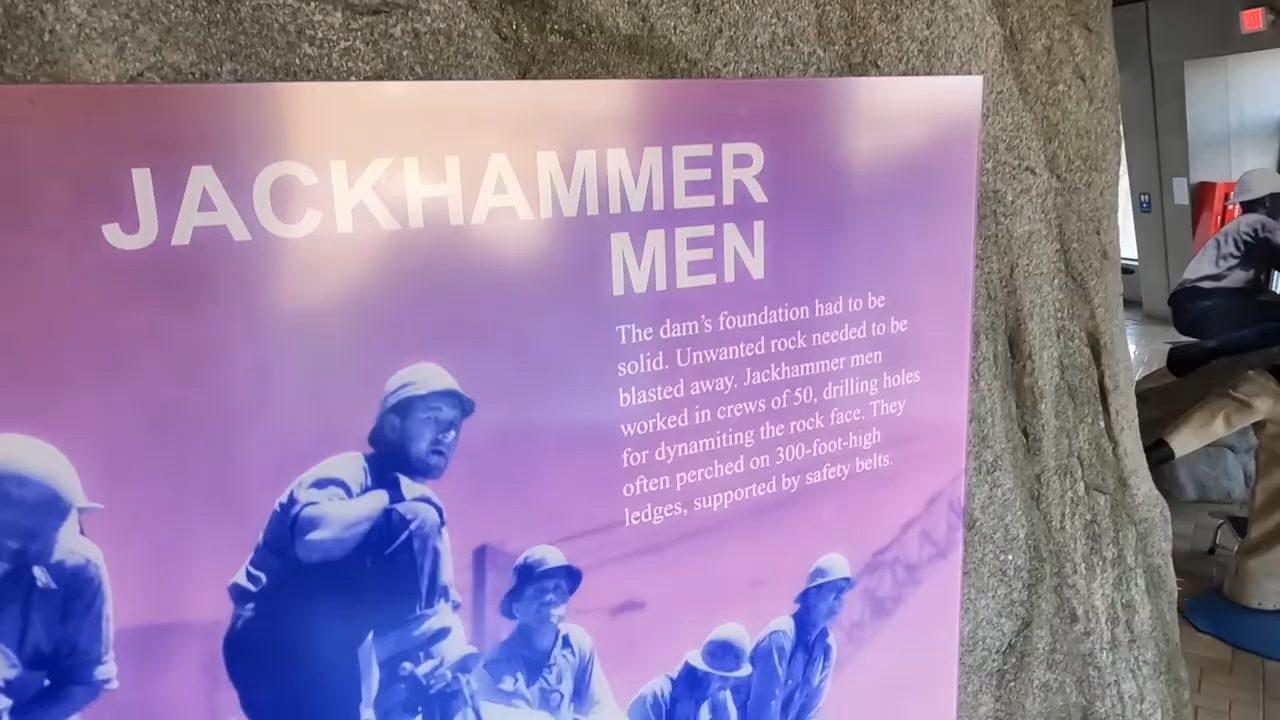 JACKHAMMER
MEN
The dam's foundation had to be
solid. Unwanted rock needed to be
blasted away. Jackhammer men
worked in crews of 50, drilling holes
for dynamiting the rock face. They
often perched on 300-foot-high
ledges, supported by safety belts.
EXIT